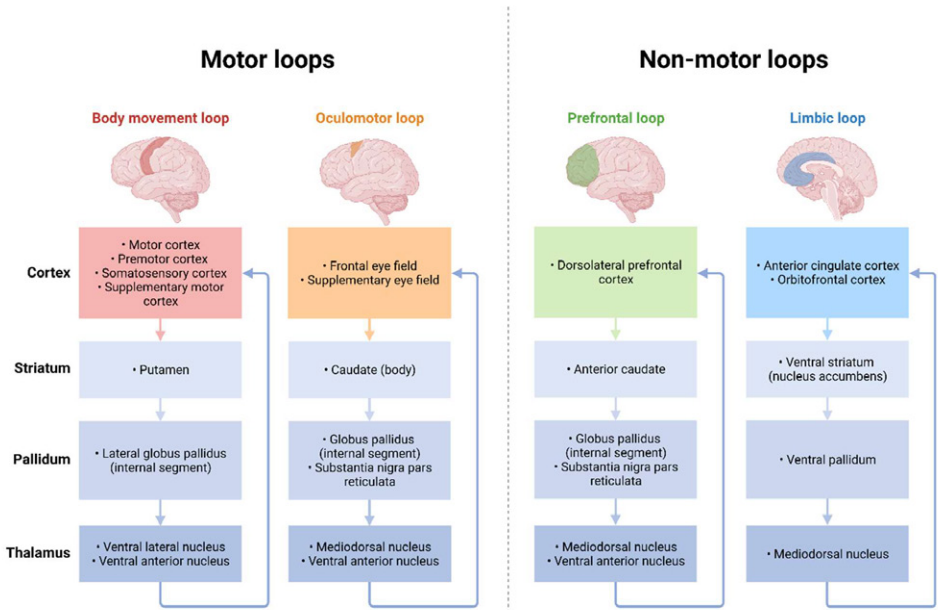 Motor loops
Non-motor loops
Body movement loop
Oculomotor loop
Prefrontal loop
Limbic loop
Cortex
• Motor cortex
• Premotor cortex
• Somatosensory cortex
• Supplementary motor
cortex
• Frontal eye field
• Supplementary eye field
• Dorsolateral prefrontal
cortex
• Anterior cingulate cortex
• Orbitofrontal cortex
Striatum
• Putamen
• Caudate (body)
• Anterior caudate
• Ventral striatum
(nucleus accumbens)
Pallidum
• Lateral globus pallidus
(internal segment)
• Globus pallidus
(internal segment)
• Substantia nigra pars
reticulata
• Globus pallidus
(internal segment)
• Substantia nigra pars
reticulata
• Ventral pallidum
Thalamus
• Ventral lateral nucleus
• Ventral anterior nucleus
• Mediodorsal nucleus
• Ventral anterior nucleus
• Mediodorsal nucleus
• Ventral anterior nucleus
• Mediodorsal nucleus